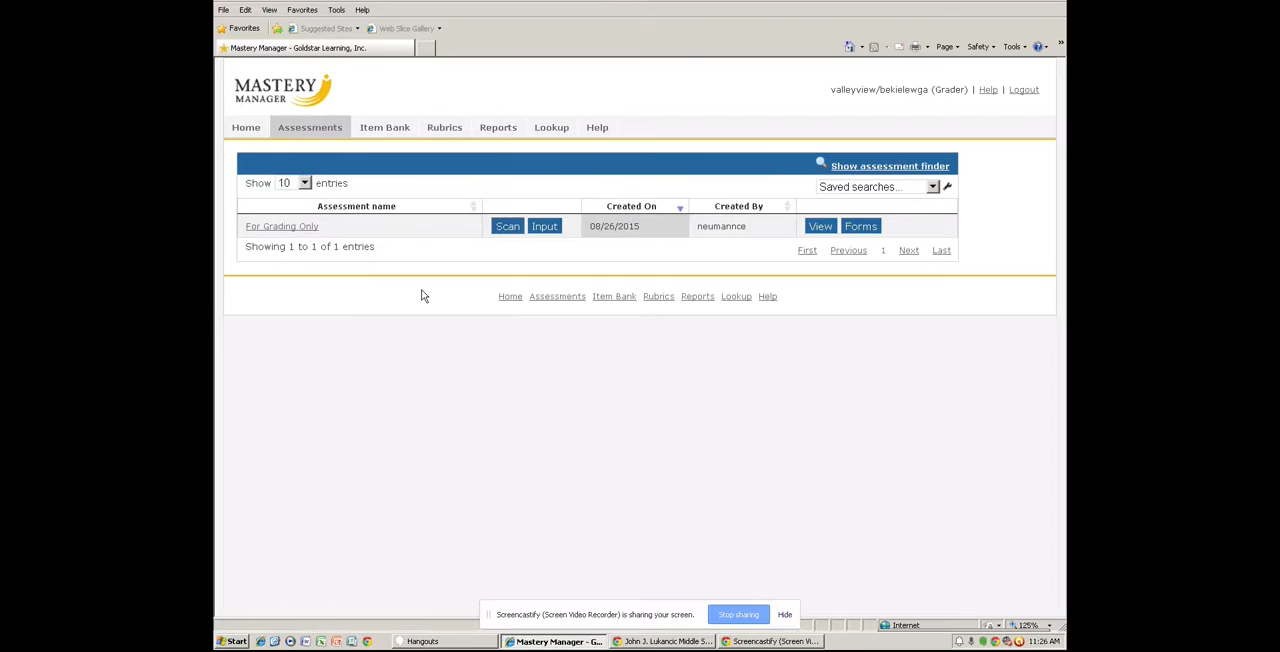 File Edit View Favorites Tools Help
Favorites Suggested Sites Web Slice Gallery
Mastery Manager - Goldstar Learning, Inc. Page Safety Tools
MASTERY
MANAGER
valleyview/bekielewga (Grader) | Help | Logout
Home Assessments Item Bank Rubrics Reports Lookup Help
Show assessment finder
Show 10 entries Saved searches...
Assessment name Created On Created By
For Grading Only Scan Input 08/26/2015 neumannce View Forms
Showing 1 to 1 of 1 entries
First Previous 1 Next Last
Home Assessments Item Bank Rubrics Reports Lookup Help
Screencastify (Screen Video Recorder) is sharing your screen. Stop sharing Hide
Internet 125%
Start Hangouts Mastery Manager - G... John J. Lukancic Middle S... Screencastify (Screen Vi... 11:26 AM